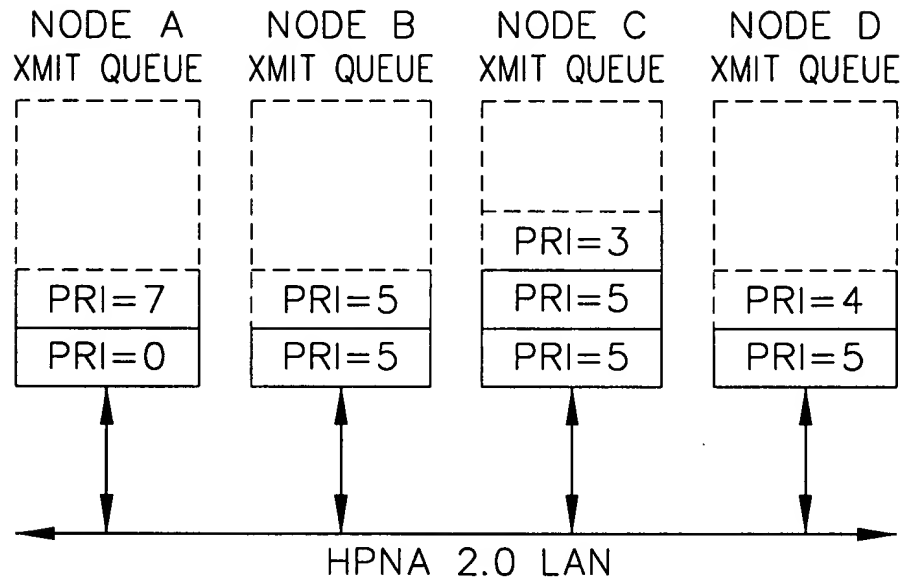 NODE A NODE B NODE C NODE D
XMIT QUEUE XMIT QUEUE XMIT QUEUE XMIT QUEUE
PRI=3
PRI=7 PRI=5 PRI=5 PRI=4
PRI=0 PRI=5 PRI=5 PRI=5
HPNA 2.0 LAN